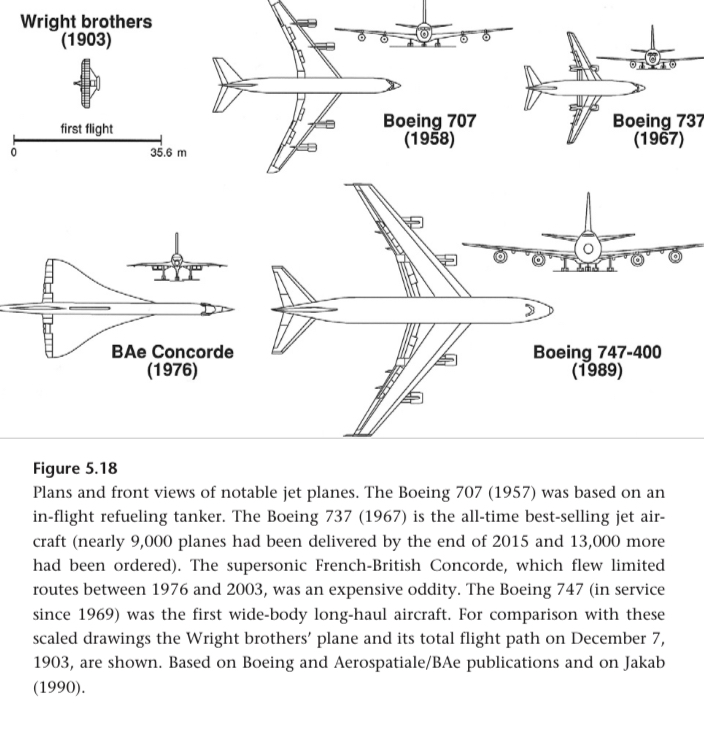 Wright brothers
(1903)
first flight
0
35.6 m
Boeing 707
(1958)
Boeing 737
(1967)
BAe Concorde
(1976)
Boeing 747-400
(1989)
Figure 5.18
Plans and front views of notable jet planes. The Boeing 707 (1957) was based on an
in-flight refueling tanker. The Boeing 737 (1967) is the all-time best-selling jet air-
craft (nearly 9,000 planes had been delivered by the end of 2015 and 13,000 more
had been ordered). The supersonic French-British Concorde, which flew limited
routes between 1976 and 2003, was an expensive oddity. The Boeing 747 (in service
since 1969) was the first wide-body long-haul aircraft. For comparison with these
scaled drawings the Wright brothers’ plane and its total flight path on December 7,
1903, are shown. Based on Boeing and Aerospatiale/BAe publications and on Jakab
(1990).